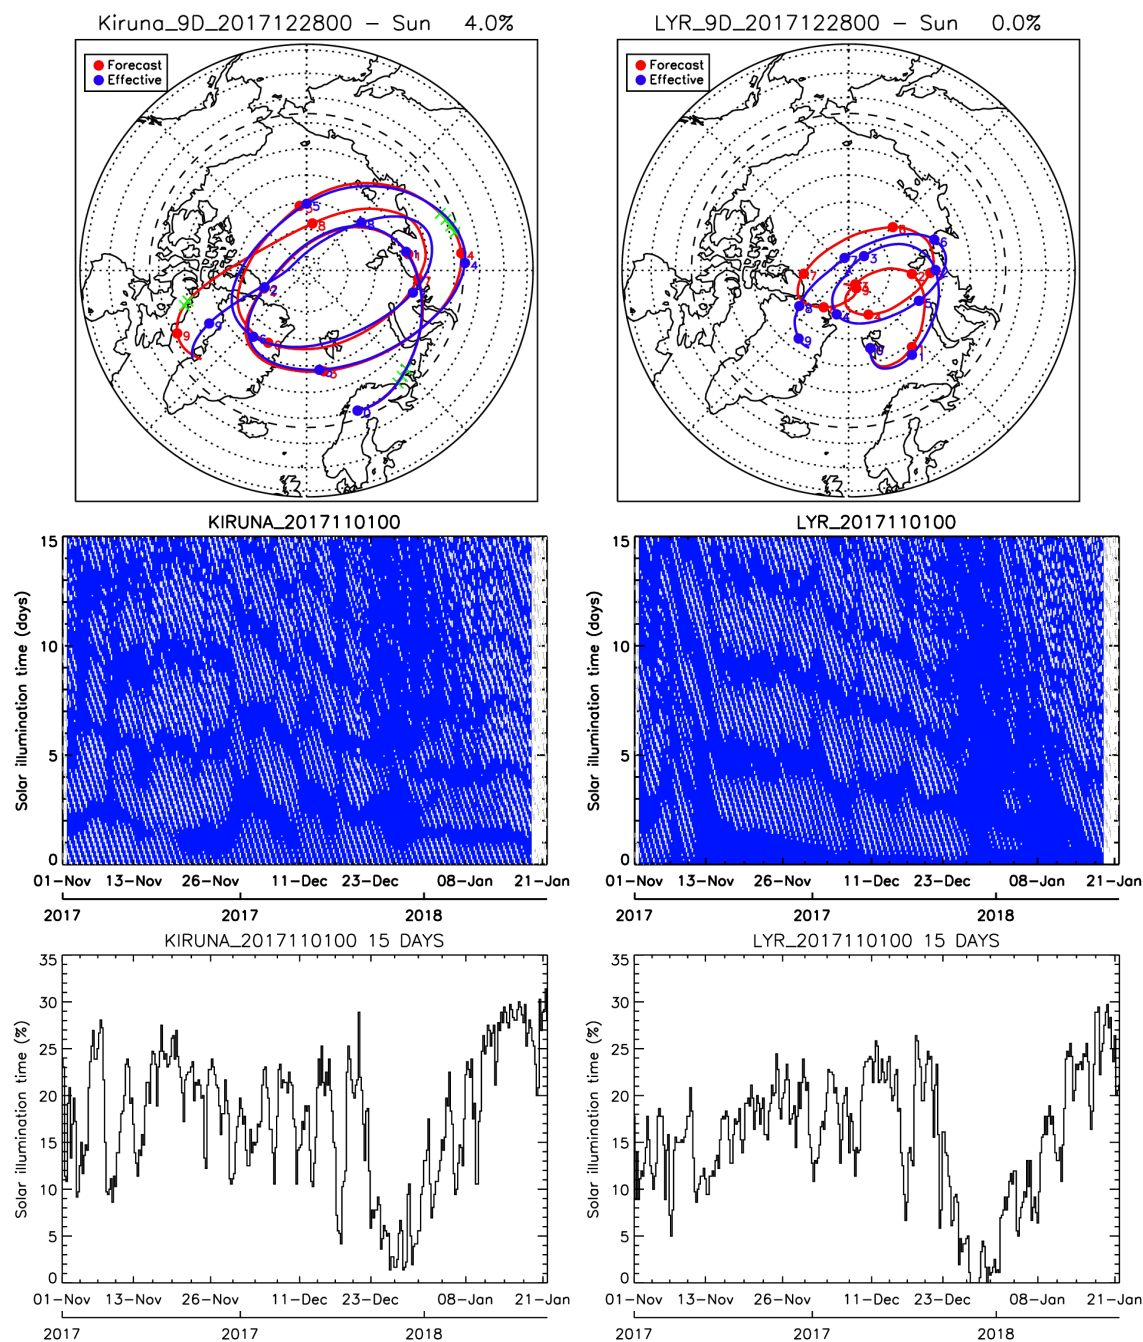 Kiruna_9D_2017122800 – Sun 4.0%
LYR_9D_2017122800 – Sun 0.0%
Forecast
Effective
Forecast
Effective
KIRUNA_2017110100
LYR_2017110100
Solar illumination time (days)
15
10
5
0
01-Nov 13-Nov 26-Nov 11-Dec 23-Dec 08-Jan 21-Jan
2017 2017 2018
Solar illumination time (days)
15
10
5
0
01-Nov 13-Nov 26-Nov 11-Dec 23-Dec 08-Jan 21-Jan
2017 2017 2018
KIRUNA_2017110100 15 DAYS
LYR_2017110100 15 DAYS
Solar illumination time (%)
35
30
25
20
15
10
5
0
01-Nov 13-Nov 26-Nov 11-Dec 23-Dec 08-Jan 21-Jan
2017 2017 2018
Solar illumination time (%)
35
30
25
20
15
10
5
0
01-Nov 13-Nov 26-Nov 11-Dec 23-Dec 08-Jan 21-Jan
2017 2017 2018